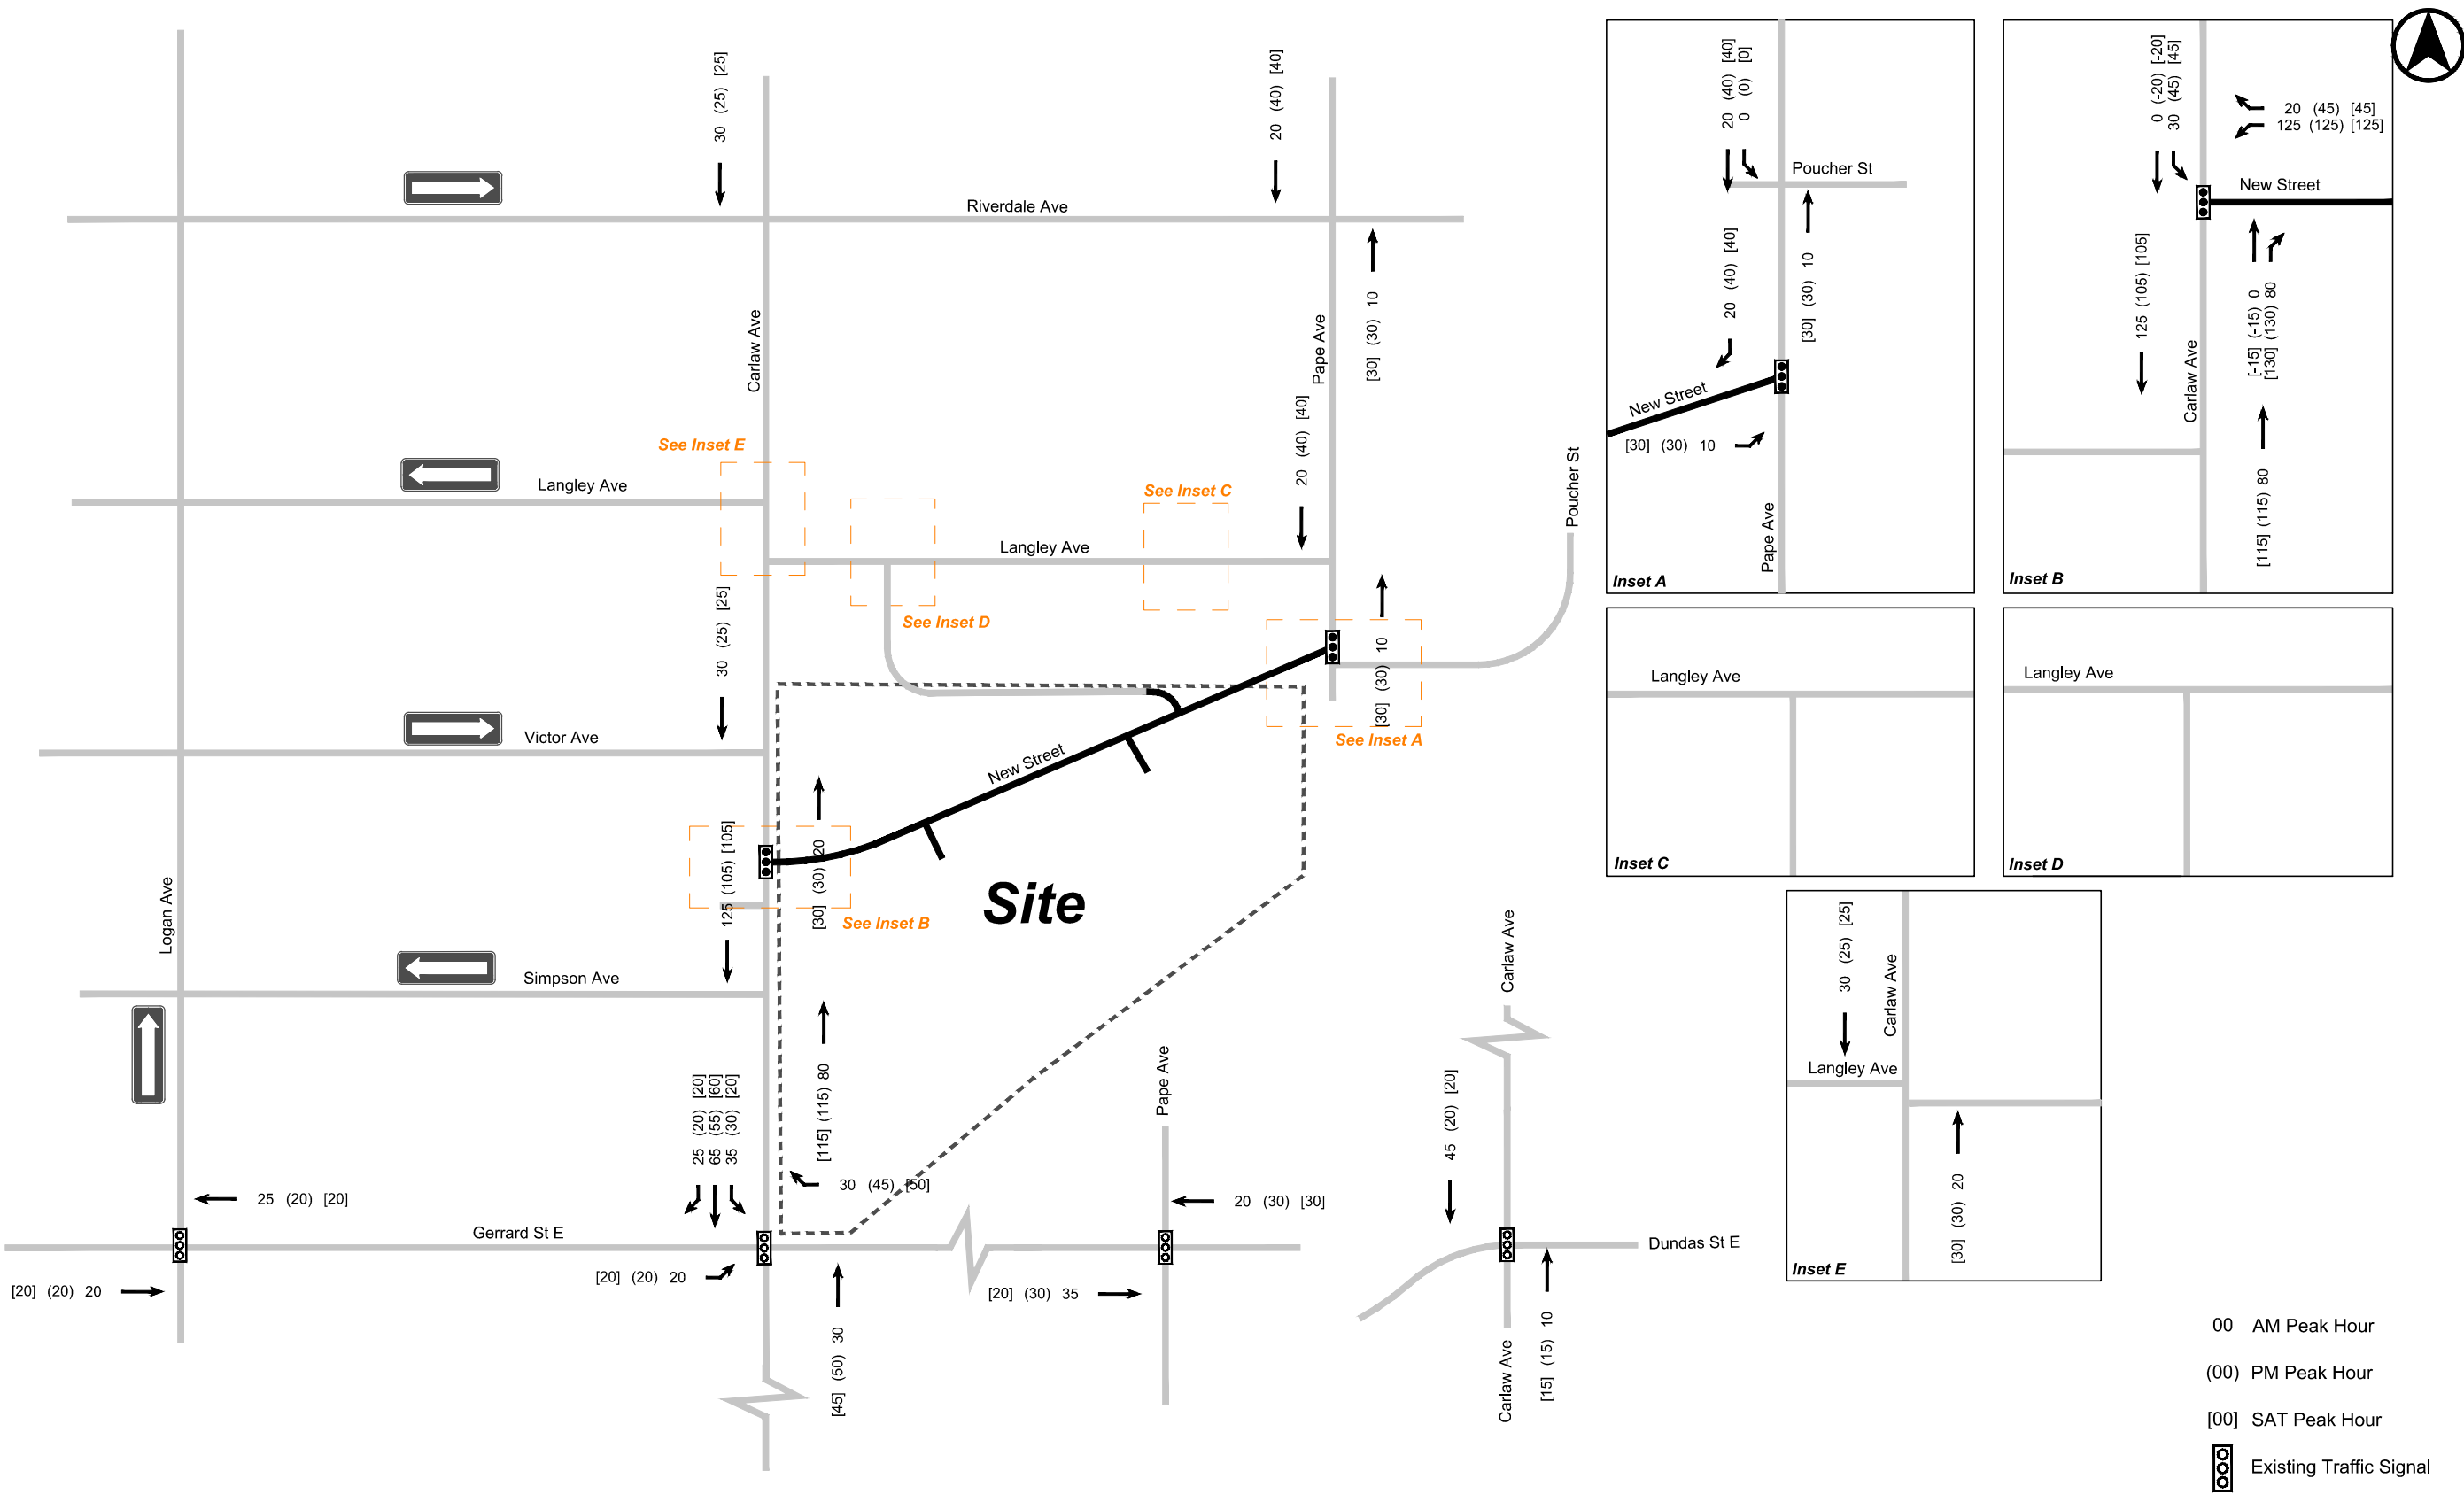 30 (25) [25]
20 (40) [40]
Riverdale Ave
Carlaw Ave
Pape Ave
[30] (30) 10
20 (40) [40]
See Inset E
Langley Ave
See Inset C
Langley Ave
Poucher St
30 (25) [25]
See Inset D
[30] (30) 10
See Inset A
Victor Ave
New Street
125 (105) [105]
[30] (30) 20
See Inset B
Site
Logan Ave
Simpson Ave
[115] (115) 80
25 (20) [20]
65 (55) [60]
35 (30) [20]
30 (45) [50]
25 (20) [20]
Gerrard St E
[20] (20) 20
[20] (20) 20
[45] (50) 30
Pape Ave
20 (30) [30]
[20] (30) 35
Carlaw Ave
45 (20) [20]
Dundas St E
Carlaw Ave
[15] (15) 10
20 (40) [40]
0 (0) [0]
Poucher St
20 (40) [40]
[30] (30) 10
New Street
[30] (30) 10
Pape Ave
Inset A
0 (-20) [-20]
30 (45) [45]
20 (45) [45]
125 (125) [125]
New Street
125 (105) [105]
[-15] (-15) 0
[130] (130) 80
Carlaw Ave
[115] (115) 80
Inset B
Langley Ave
Inset C
Langley Ave
Inset D
30 (25) [25]
Carlaw Ave
Langley Ave
[30] (30) 20
Inset E
00 AM Peak Hour
(00) PM Peak Hour
[00] SAT Peak Hour
Existing Traffic Signal